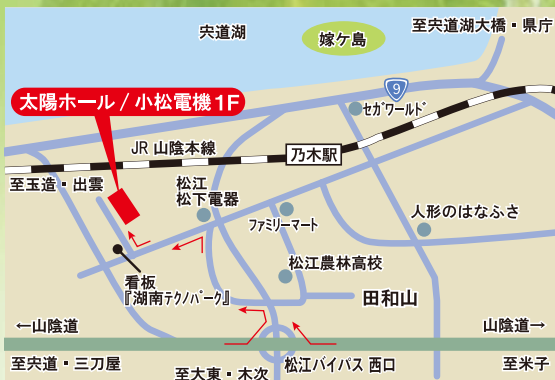 宍道湖
嫁ケ島
至宍道湖大橋・県庁
9
セガワールド
太陽ホール/小松電機1F
JR 山陰本線
乃木駅
至玉造・出雲
松江
松下電器
ファミリーマート
人形のはなふさ
看板
『湖南テクノパーク』
松江農林高校
田和山
←山陰道
山陰道→
至宍道・三刀屋
至大東・木次
松江バイパス 西口
至米子